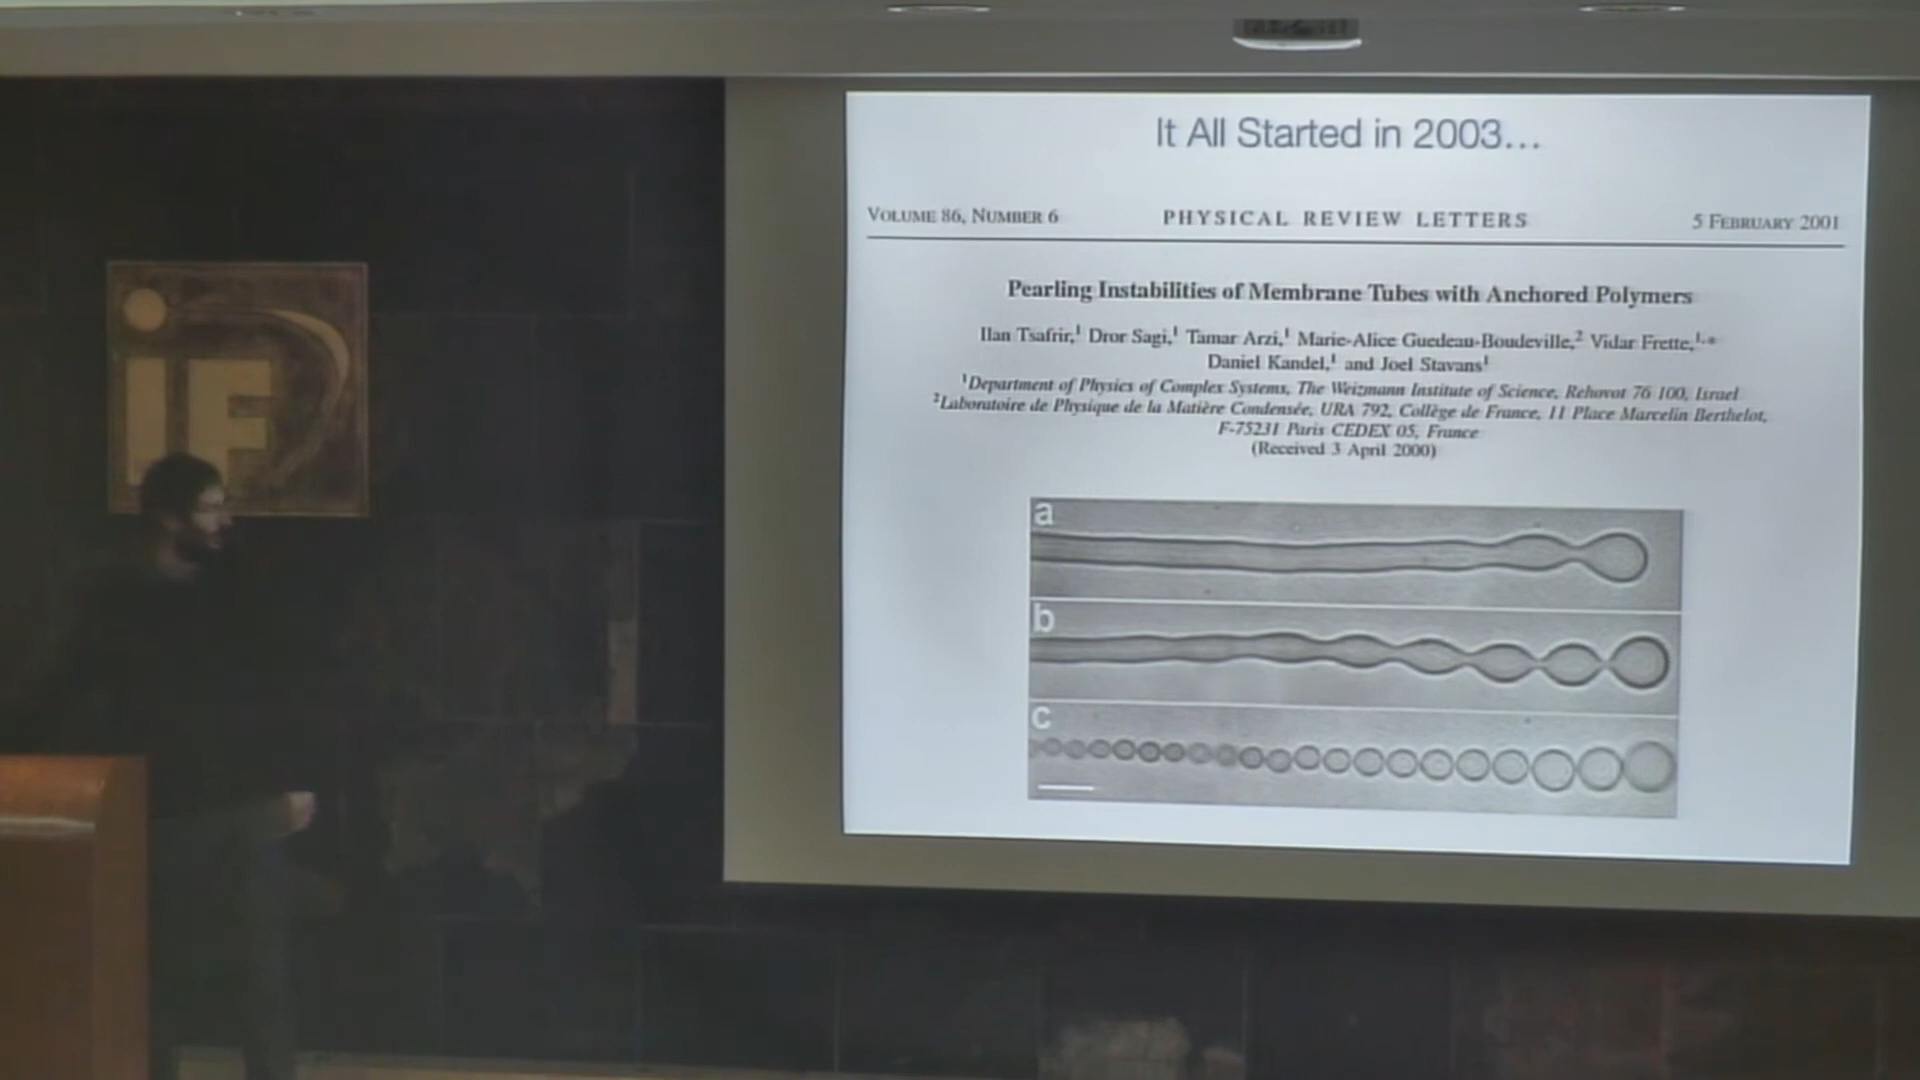 It All Started in 2003...
VOLUME 86, NUMBER 6 PHYSICAL REVIEW LETTERS 5 FEBRUARY 2001
Pearling Instabilities of Membrane Tubes with Anchored Polymers
Ilan Tsafrir,¹ Dror Sagi,¹ Tamar Arzi,¹ Marie-Alice Guedeau-Boudeville,² Vidar Frette,¹,*
Daniel Kandel,¹ and Joel Stavans¹
¹Department of Physics of Complex Systems, The Weizmann Institute of Science, Rehovot 76 100, Israel
²Laboratoire de Physique de la Matière Condensée, URA 792, Collège de France, 11 Place Marcelin Berthelot,
F-75231 Paris CEDEX 05, France
(Received 3 April 2000)
a
b
c
iF